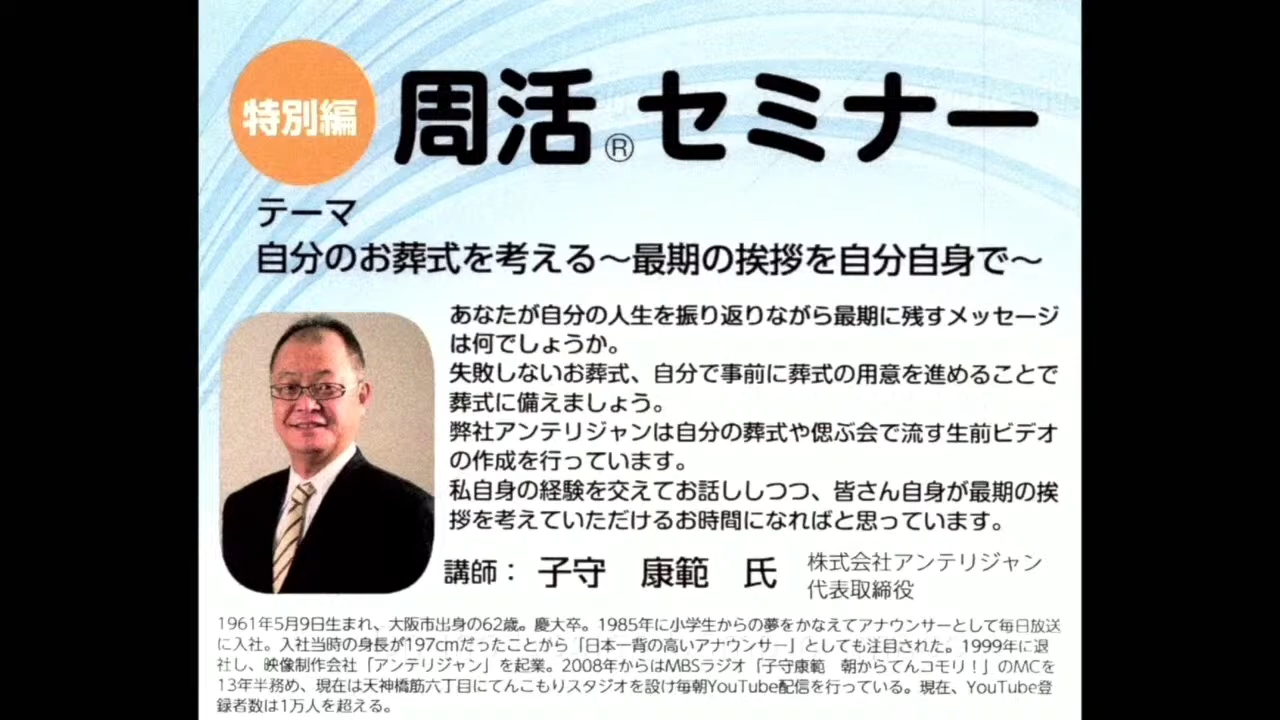 特別編
周活®セミナー
テーマ
自分のお葬式を考える～最期の挨拶を自分自身で～
あなたが自分の人生を振り返りながら最期に残すメッセージ
は何でしょうか。
失敗しないお葬式、自分で事前に葬式の用意を進めることで
葬式に備えましょう。
弊社アンテリジャンは自分の葬式や偲ぶ会で流す生前ビデオ
の作成を行っています。
私自身の経験を交えてお話ししつつ、皆さん自身が最期の挨
拶を考えていただけるお時間になればと思っています。
講師： 子守 康範 氏
株式会社アンテリジャン
代表取締役
1961年5月9日生まれ、大阪市出身の62歳。慶大卒。1985年に小学生からの夢をかなえてアナウンサーとして毎日放送
に入社。入社当時の身長が197cmだったことから「日本一背の高いアナウンサー」としても注目された。1999年に退
社し、映像制作会社「アンテリジャン」を起業。2008年からはMBSラジオ「子守康範 朝からてんコモリ！」のMCを
13年半務め、現在は天神橋筋六丁目にてんこもりスタジオを設け毎朝YouTube配信を行っている。現在、YouTube登
録者数は1万人を超える。